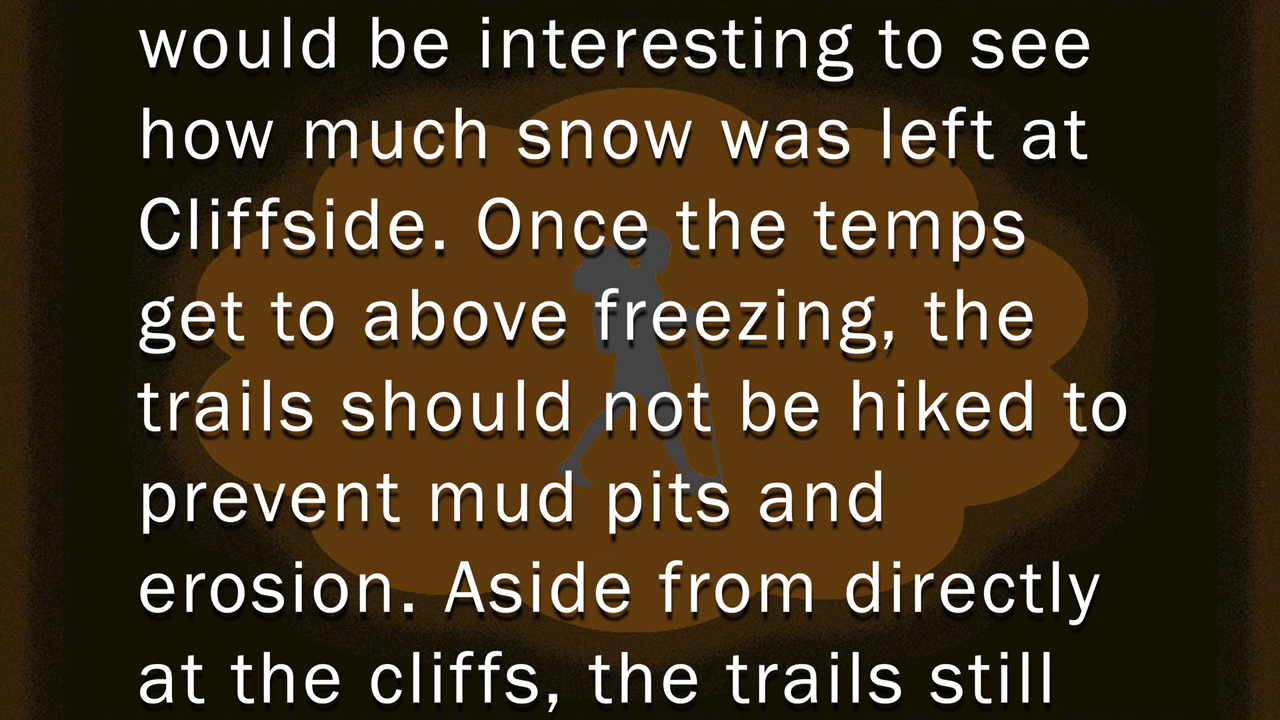 would be interesting to see
how much snow was left at
Cliffside. Once the temps
get to above freezing, the
trails should not be hiked to
prevent mud pits and
erosion. Aside from directly
at the cliffs, the trails still